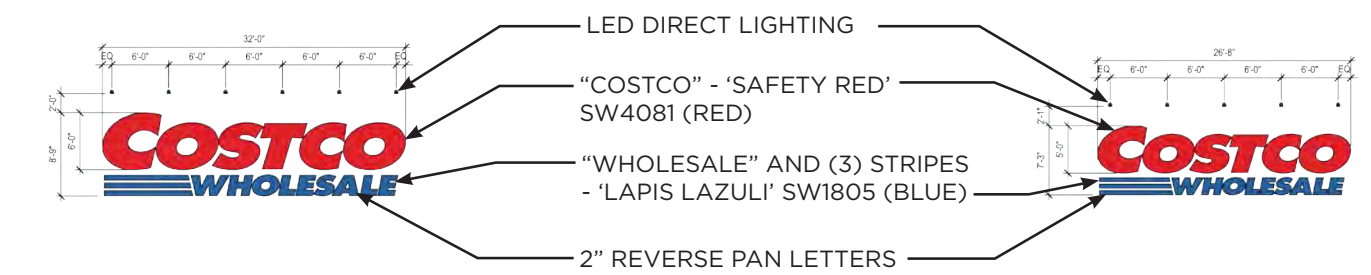 LED DIRECT LIGHTING
32'-0"
EQ 6'-0" 6'-0" 6'-0" 6'-0" 6'-0" EQ
2'-0"
8'-9"
6'-0"
COSTCO
WHOLESALE
“COSTCO” - ‘SAFETY RED’
SW4081 (RED)
“WHOLESALE” AND (3) STRIPES
- ‘LAPIS LAZULI’ SW1805 (BLUE)
2” REVERSE PAN LETTERS
26'-8"
EQ 6'-0" 6'-0" 6'-0" 6'-0" EQ
2'-1"
7'-3"
5'-0"
COSTCO
WHOLESALE